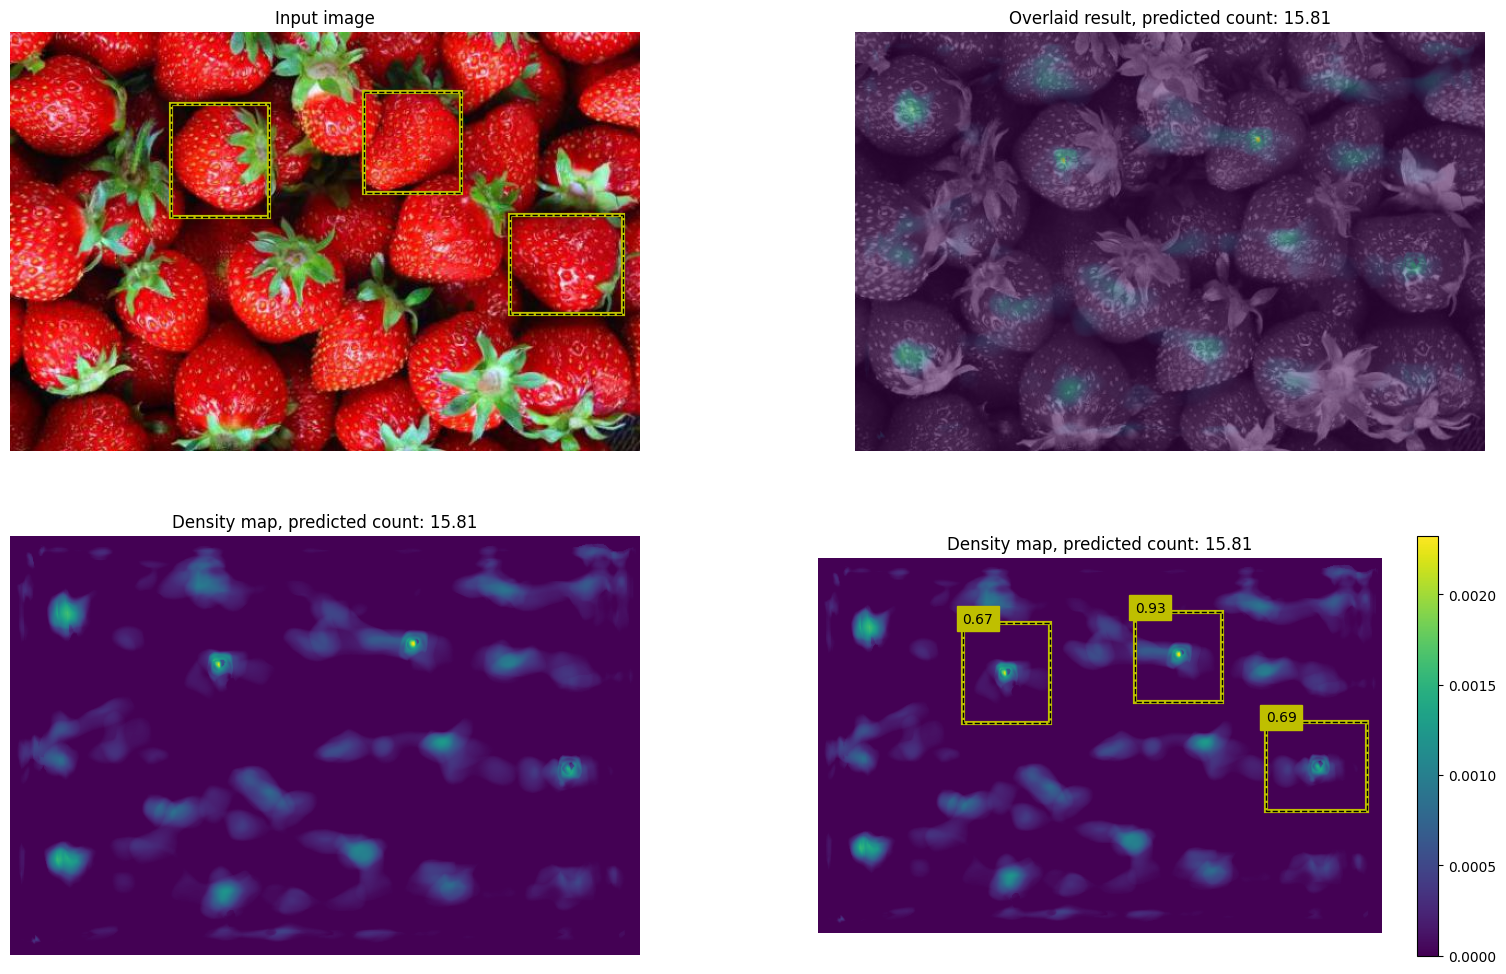 Input image
Overlaid result, predicted count: 15.81
Density map, predicted count: 15.81
Density map, predicted count: 15.81
0.67
0.93
0.69
0.0020
0.0015
0.0010
0.0005
0.0000